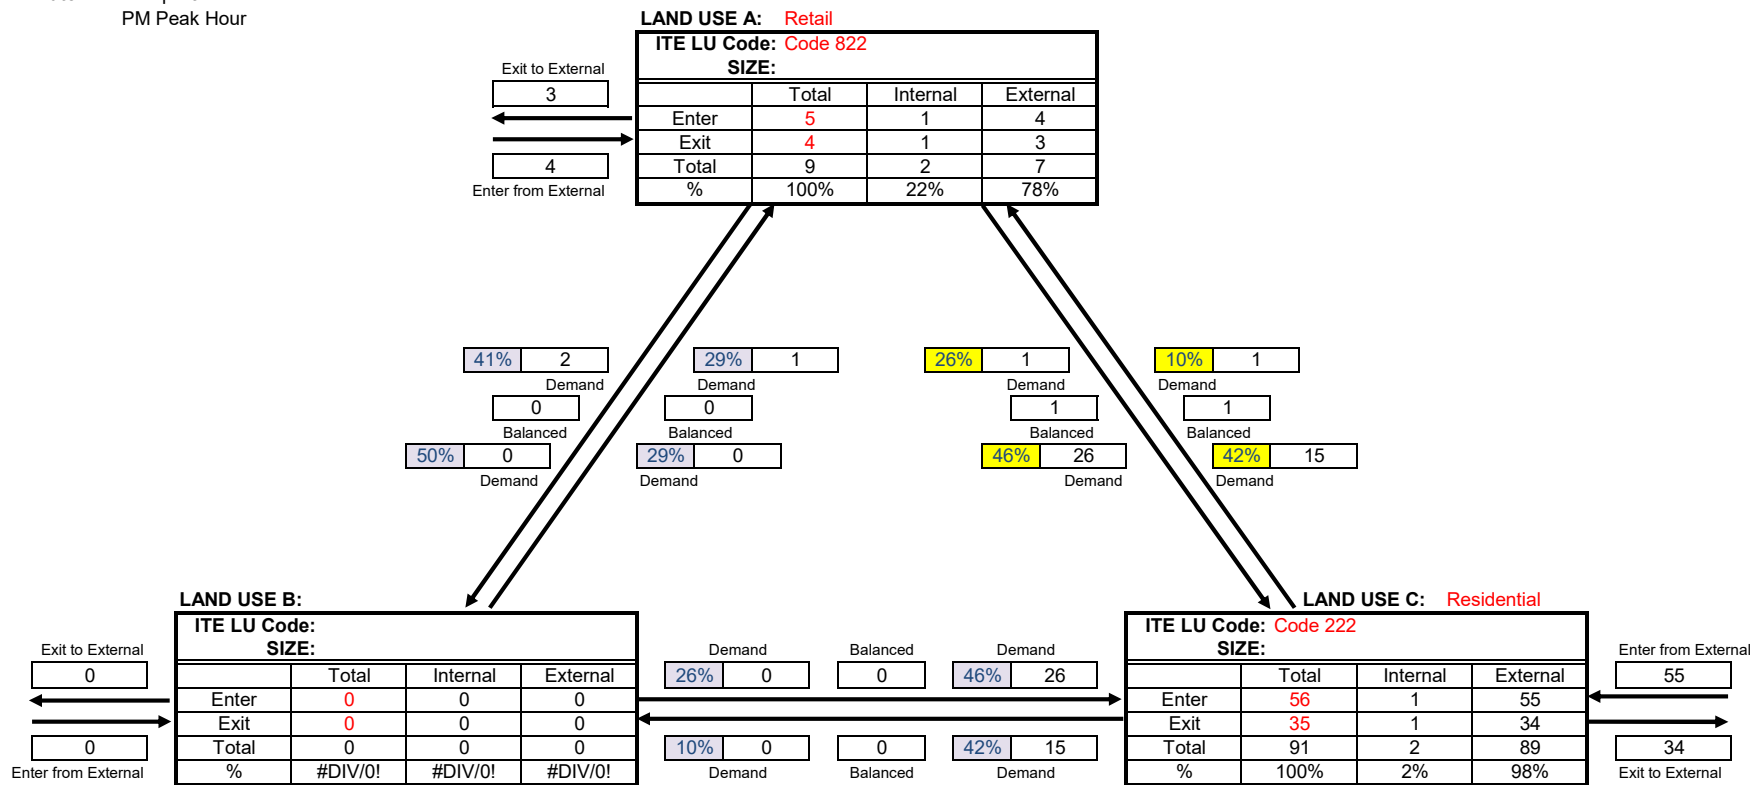 PM Peak Hour
LAND USE A: Retail
ITE LU Code: Code 822
SIZE:
Exit to External
3
Total Internal External
Enter 5 1 4
Exit 4 1 3
Total 9 2 7
% 100% 22% 78%
4
Enter from External
41% 2
Demand
0
Balanced
50% 0
Demand
29% 1
Demand
0
Balanced
29% 0
Demand
26% 1
Demand
1
Balanced
46% 26
Demand
10% 1
Demand
1
Balanced
42% 15
Demand
LAND USE B:
ITE LU Code:
SIZE:
Exit to External
0
Total Internal External
Enter 0 0 0
Exit 0 0 0
Total 0 0 0
% #DIV/0! #DIV/0! #DIV/0!
0
Enter from External
Demand Balanced Demand
26% 0 0 46% 26
10% 0 0 42% 15
Demand Balanced Demand
LAND USE C: Residential
ITE LU Code: Code 222
SIZE:
Total Internal External
Enter 56 1 55
Exit 35 1 34
Total 91 2 89
% 100% 2% 98%
Enter from External
55
34
Exit to External